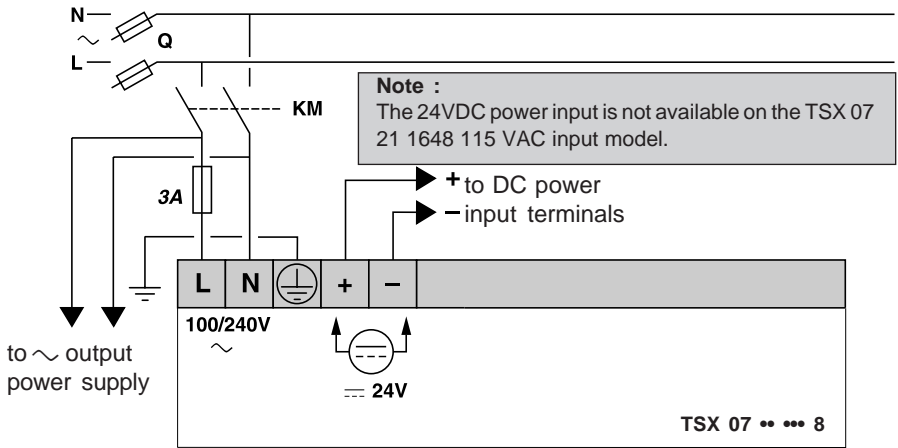 N
Q
L
Note :
The 24VDC power input is not available on the TSX 07
21 1648 115 VAC input model.
KM
3A
+ to DC power
– input terminals
L N + –
100/240V
24V
to ~ output
power supply
TSX 07 •• ••• 8